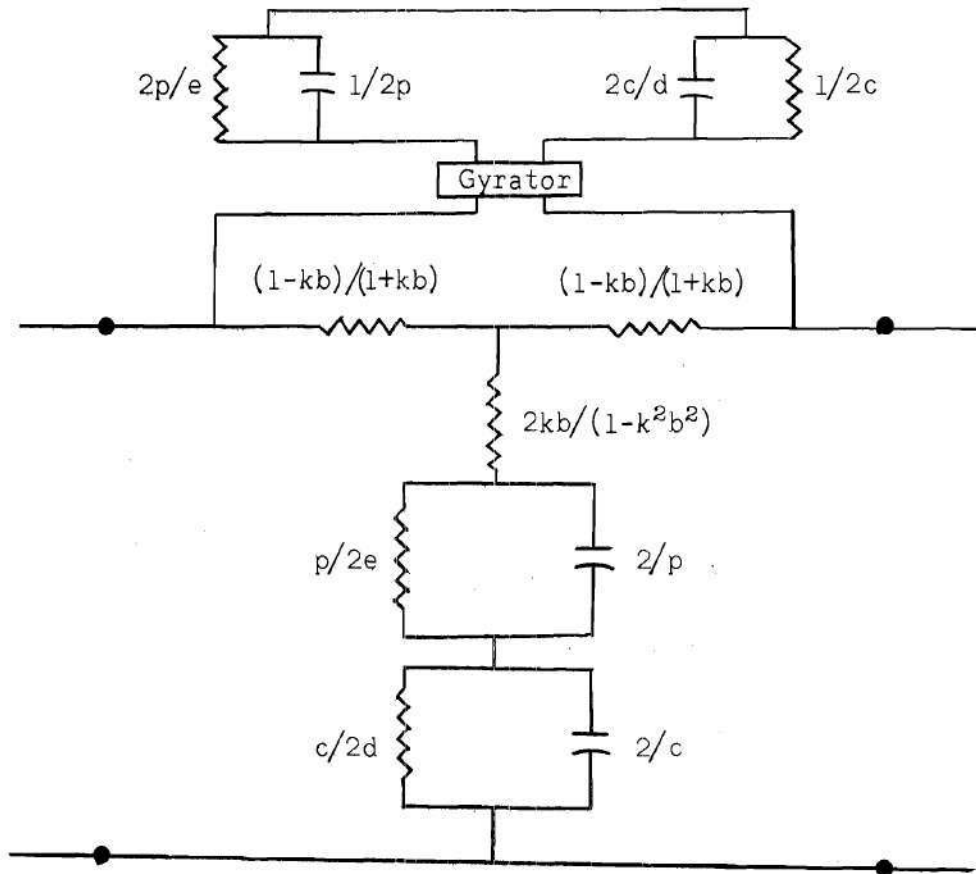 2p/e
1/2p
2c/d
1/2c
Gyrator
(1-kb)/(1+kb)
(1-kb)/(1+kb)
2kb/(1-k²b²)
p/2e
2/p
c/2d
2/c